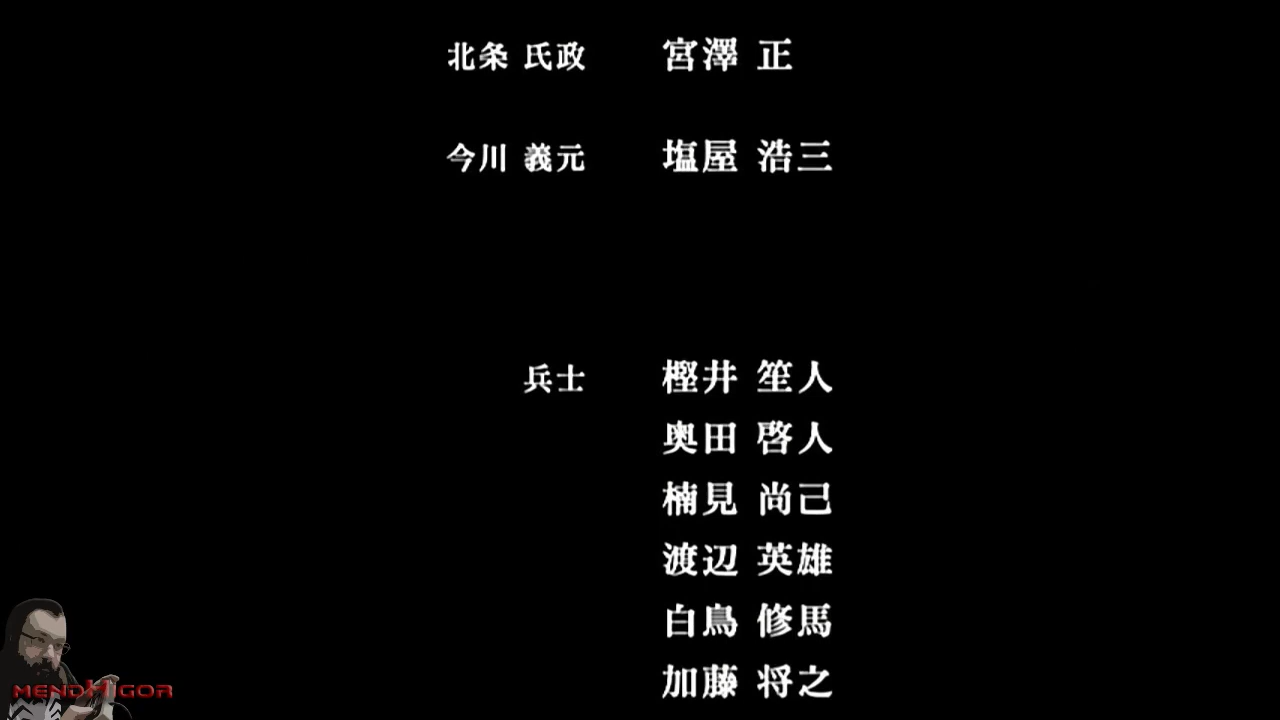 北条 氏政 宮澤 正
今川 義元 塩屋 浩三
兵士 樫井 笙人
奥田 啓人
楠見 尚己
渡辺 英雄
白鳥 修馬
加藤 将之
MENDHIGOR